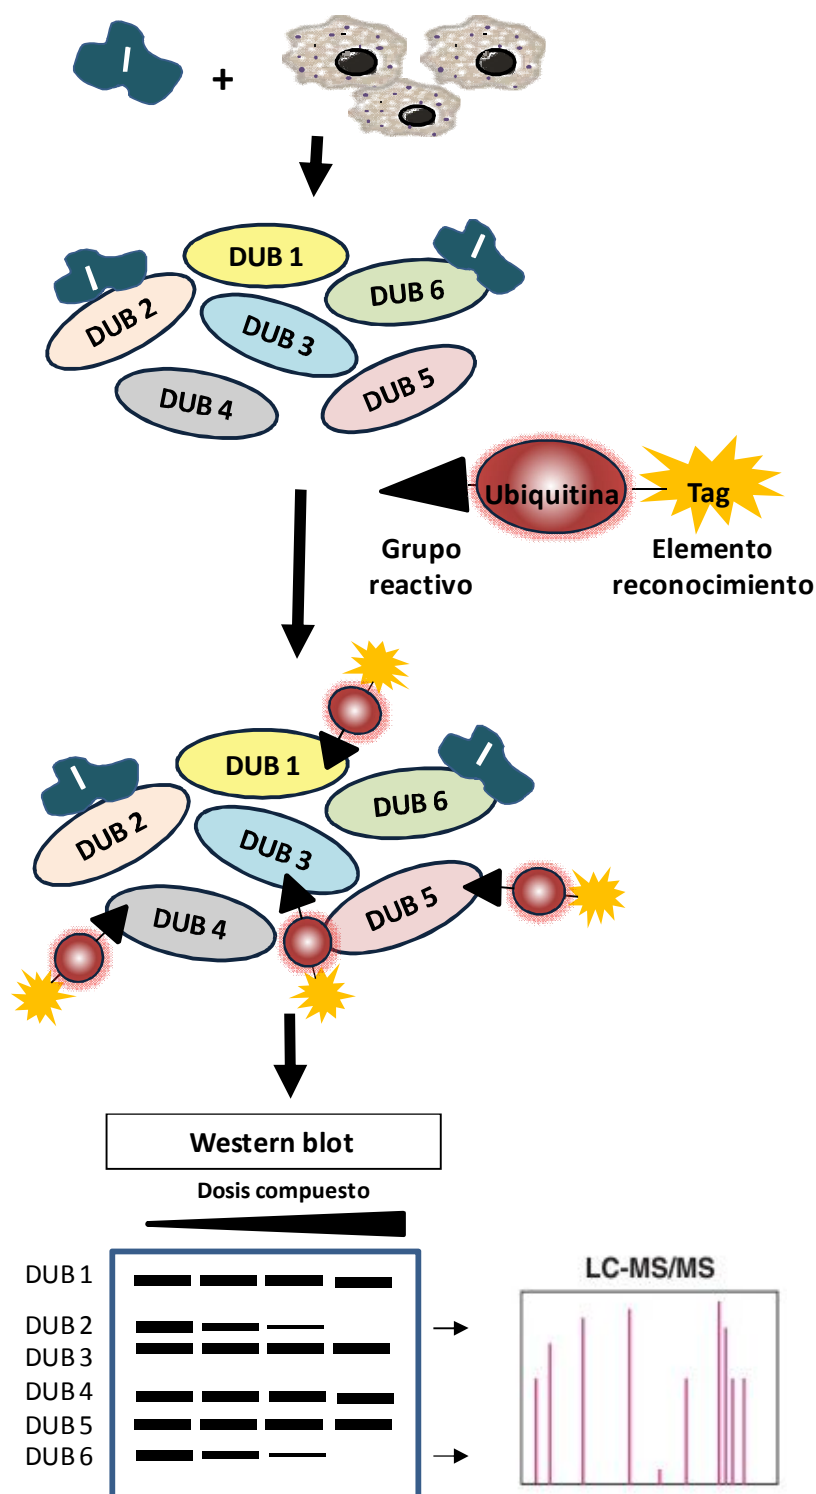 I
+
I
DUB 1
I
DUB 6
DUB 2
DUB 3
DUB 5
DUB 4
Ubiquitina
Tag
Grupo
reactivo
Elemento
reconocimiento
I
DUB 1
I
DUB 6
DUB 2
DUB 3
DUB 5
DUB 4
Western blot
Dosis compuesto
DUB 1
DUB 2
DUB 3
DUB 4
DUB 5
DUB 6
LC-MS/MS